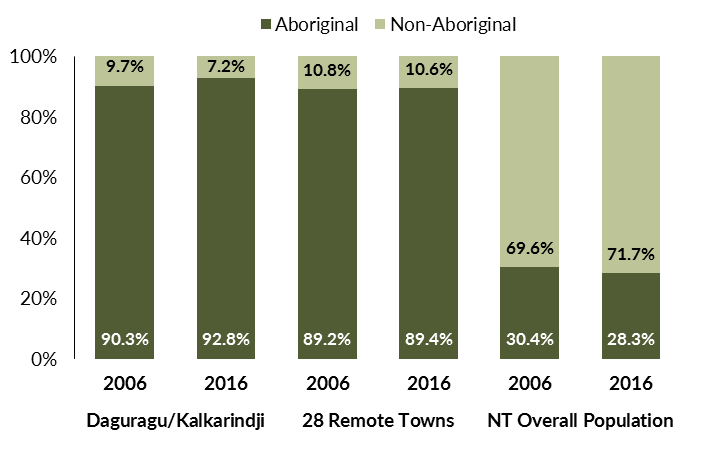 Aboriginal Non-Aboriginal
100%
9.7% 7.2% 10.8% 10.6%
80%
60%
40%
69.6% 71.7%
20%
90.3% 92.8% 89.2% 89.4% 30.4% 28.3%
0%
2006 2016 2006 2016 2006 2016
Daguragu/Kalkarindji 28 Remote Towns NT Overall Population